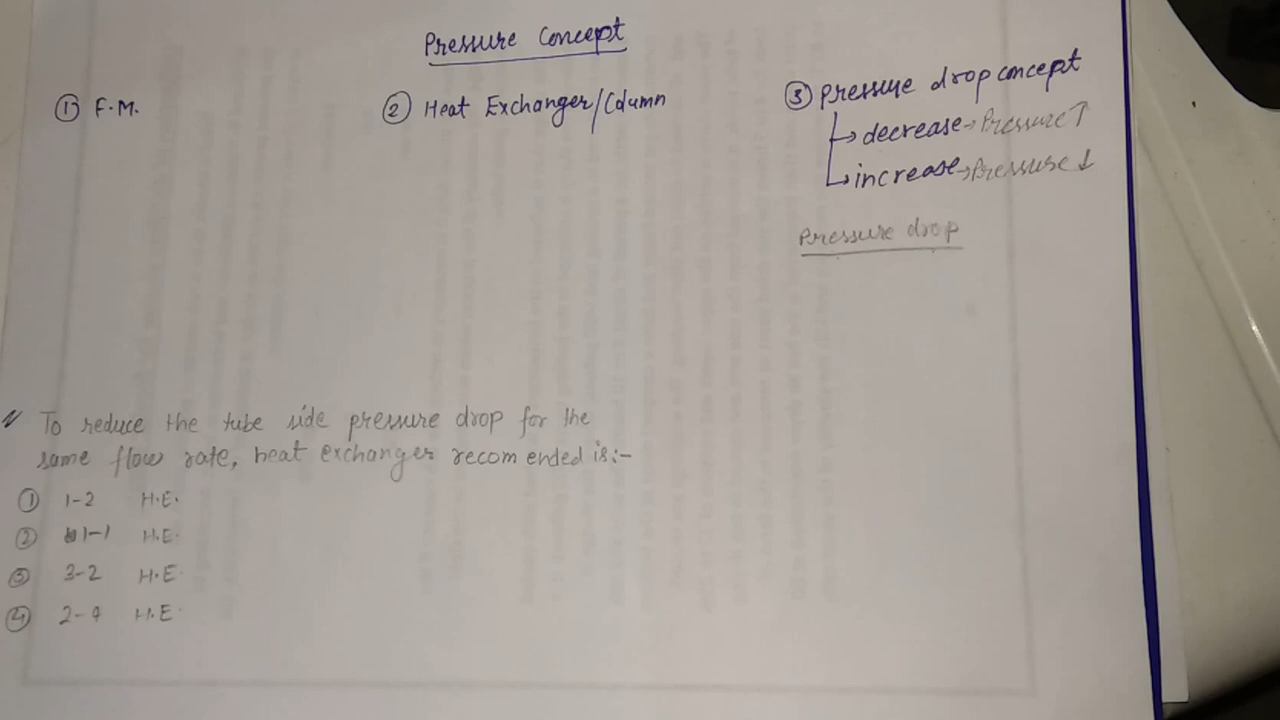 Pressure Concept
① F.M.
② Heat Exchanger/Column
③ Pressure drop concept
↳ decrease → Pressure ↑
↳ increase → Pressure ↓
Pressure drop
To reduce the tube side pressure drop for the
same flow rate, heat exchanger recom ended is:-
① 1-2 H.E.
② 1-1 H.E.
③ 3-2 H.E.
④ 2-4 H.E.